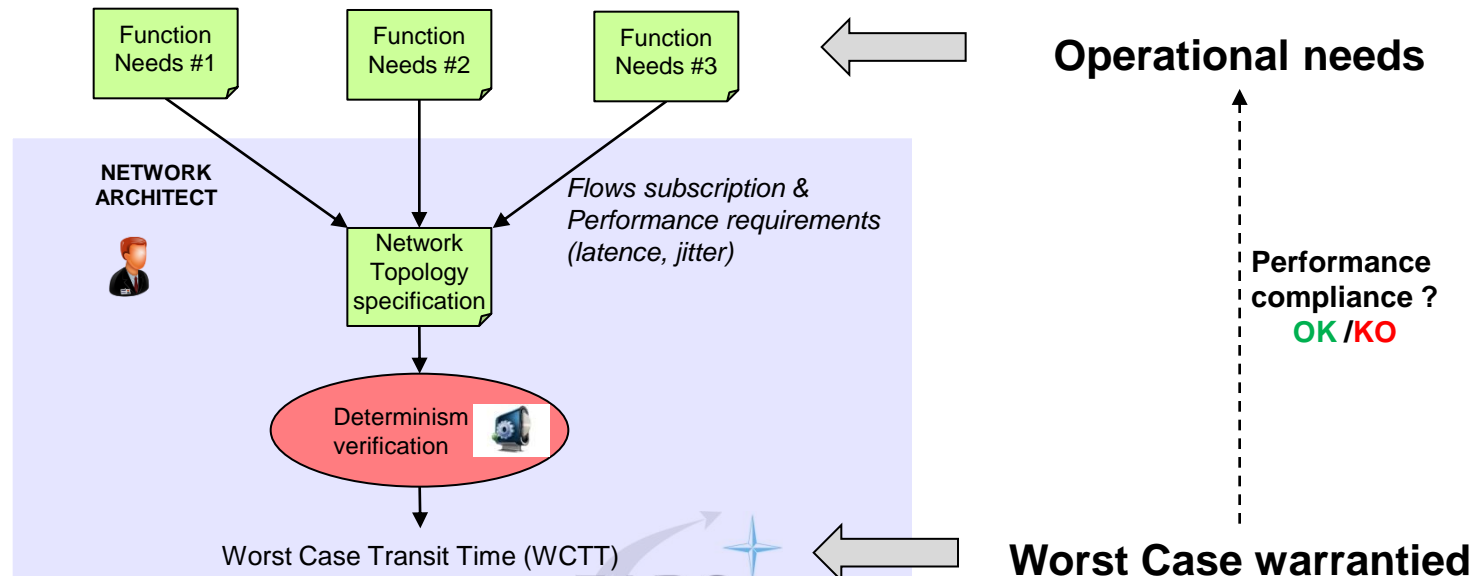 Function
Needs #1
Function
Needs #2
Function
Needs #3
Operational needs
NETWORK
ARCHITECT
Flows subscription &
Performance requirements
(latence, jitter)
Network
Topology
specification
Performance
compliance ?
OK /KO
Determinism
verification
Worst Case Transit Time (WCTT)
Worst Case warrantied